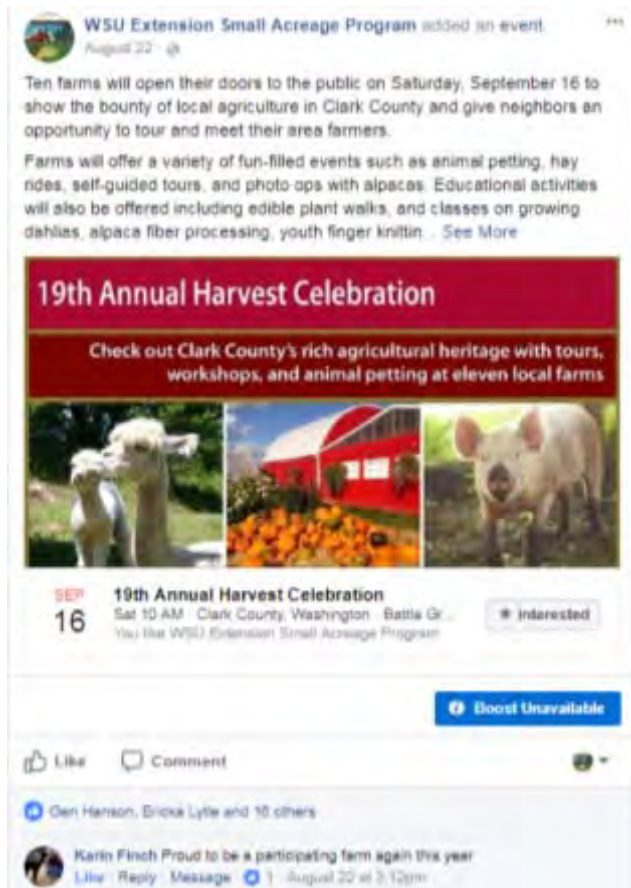 WSU Extension Small Acreage Program added an event.
August 22 ·
Ten farms will open their doors to the public on Saturday, September 16 to
show the bounty of local agriculture in Clark County and give neighbors an
opportunity to tour and meet their area farmers.
Farms will offer a variety of fun-filled events such as animal petting, hay
rides, self-guided tours, and photo ops with alpacas. Educational activities
will also be offered including edible plant walks, and classes on growing
dahlias, alpaca fiber processing, youth finger knittin... See More
19th Annual Harvest Celebration
Check out Clark County's rich agricultural heritage with tours,
workshops, and animal petting at eleven local farms
SEP
16
19th Annual Harvest Celebration
Sat 10 AM · Clark County, Washington · Battle Gr...
You like WSU Extension Small Acreage Program
Interested
Boost Unavailable
Like Comment
Gen Hanson, Ericka Lytle and 16 others
Karin Finch Proud to be a participating farm again this year
Like · Reply · Message · 1 · August 22 at 3:12pm